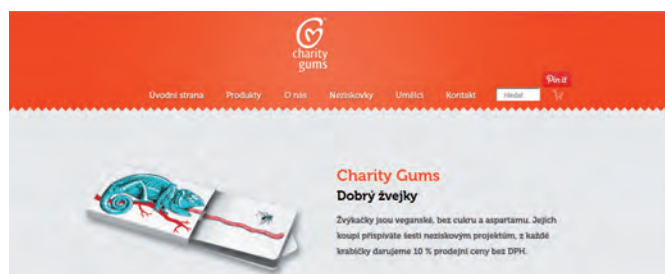 charity
gums
Pin it
Úvodní strana Produkty O nás Neziskovky Umělci Kontakt Hledat
Charity Gums
Dobrý žvejky
Žvýkačky jsou veganské, bez cukru a aspartamu. Jejich
koupí přispíváte šesti neziskovým projektům, z každé
krabičky darujeme 10 % prodejní ceny bez DPH.